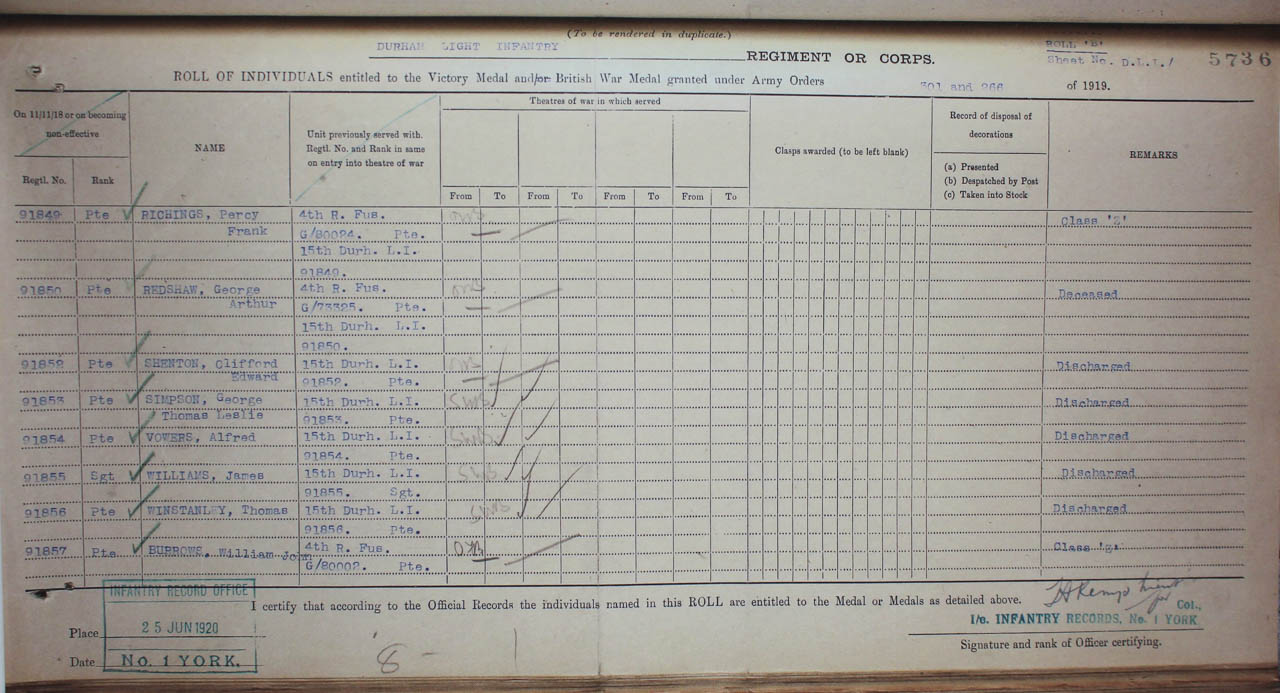 (To be rendered in duplicate.)
DURHAM LIGHT INFANTRY REGIMENT OR CORPS. ROLL 'B'
Sheet No. D.L.I./ 5736
ROLL OF INDIVIDUALS entitled to the Victory Medal and/or British War Medal granted under Army Orders 301 and 266 of 1919.
On 11/11/18 or on becoming non-effective
Regtl. No. Rank
NAME
Unit previously served with.
Regtl. No. and Rank in same
on entry into theatre of war
Theatres of war in which served
From To From To From To From To
Clasps awarded (to be left blank)
Record of disposal of
decorations
(a) Presented
(b) Despatched by Post
(c) Taken into Stock
REMARKS
91849 Pte RICHINGS, Percy 4th R. Fus. Class 'Z'
Frank G/80024. Pte.
15th Durh. L.I.
91849.
91850 Pte REDSHAW, George 4th R. Fus. Deceased
Arthur G/73325. Pte.
15th Durh. L.I.
91850.
91852 Pte SHENTON, Clifford 15th Durh. L.I. Discharged
Edward 91852. Pte.
91853 Pte SIMPSON, George 15th Durh. L.I. Discharged
Thomas Leslie 91853. Pte.
91854 Pte VOWERS, Alfred 15th Durh. L.I. Discharged
91854. Pte.
91855 Sgt WILLIAMS, James 15th Durh. L.I. Discharged
91855. Sgt.
91856 Pte WINSTANLEY, Thomas 15th Durh. L.I. Discharged
91856. Pte.
91857 Pte BURROWS, William John 4th R. Fus. Class 'Z'
G/80002. Pte.
INFANTRY RECORD OFFICE
25 JUN 1920
No. 1 YORK.
I certify that according to the Official Records the individuals named in this ROLL are entitled to the Medal or Medals as detailed above.
for Col.,
I/c. INFANTRY RECORDS, No. 1 YORK
Signature and rank of Officer certifying.
Place
Date
8 -